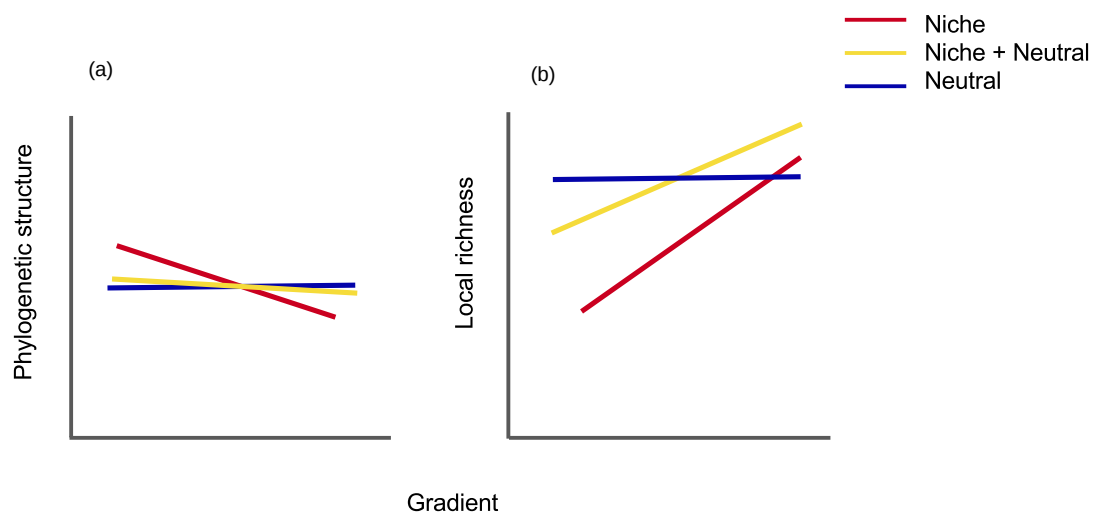 Niche
Niche + Neutral
Neutral
(a)
(b)
Phylogenetic structure
Local richness
Gradient